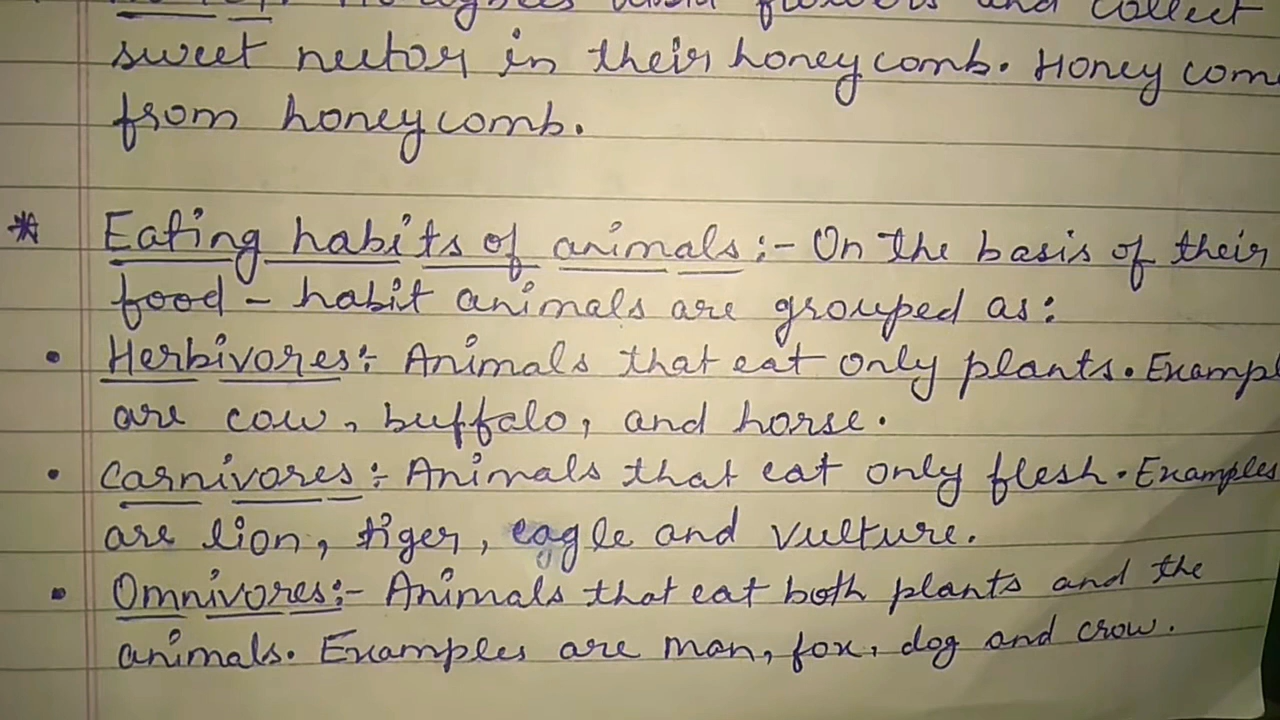 flowers and collect
sweet nector in their honeycomb. Honey com
from honeycomb.
* Eating habits of animals :- On the basis of their
food - habit animals are grouped as:
• Herbivores: Animals that eat only plants. Exampl
are cow, buffalo, and horse.
• Carnivores: Animals that eat only flesh. Examples
are lion, tiger, eagle and vulture.
• Omnivores:- Animals that eat both plants and the
animals. Examples are man, fox, dog and crow.